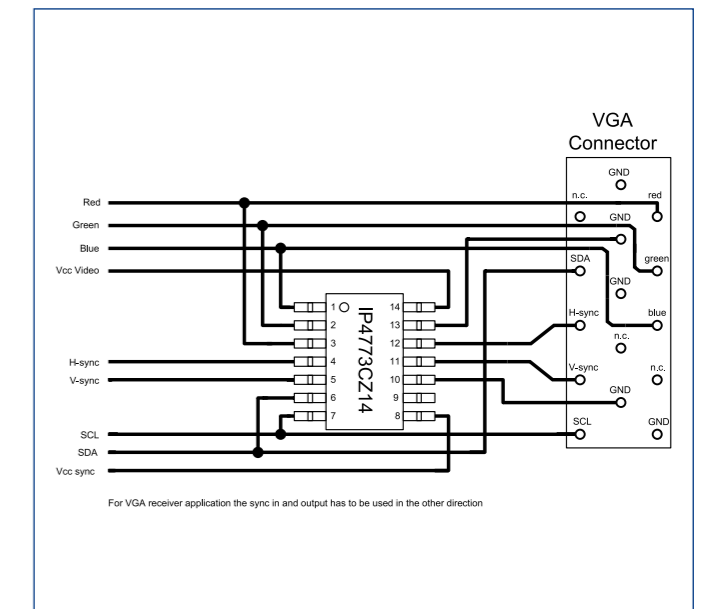 VGA
Connector
GND
n.c.
red
Red
GND
Green
Blue
SDA
green
Vcc Video
GND
1
14
IP4773CZ14
2
13
H-sync
blue
3
12
n.c.
H-sync
4
11
V-sync
n.c.
V-sync
5
10
GND
6
9
7
8
SCL
GND
SCL
SDA
Vcc sync
For VGA receiver application the sync in and output has to be used in the other direction